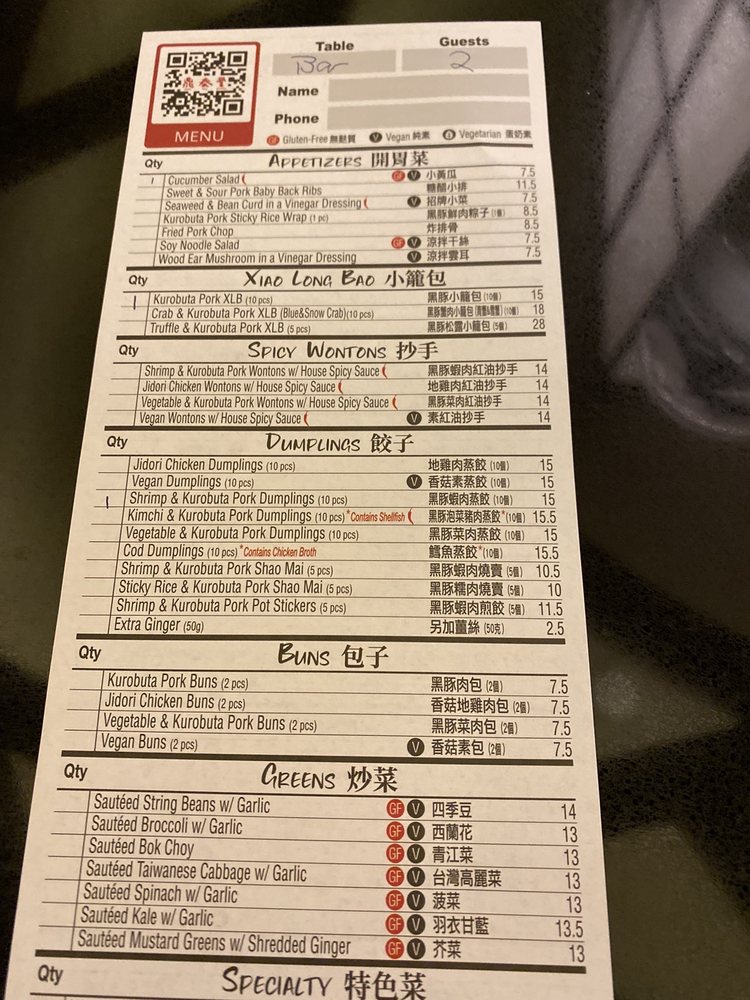 Table Guests
Bar 2
Name
Phone
鼎泰豐
MENU
GF Gluten-Free 無麩質 V Vegan 純素 Vegetarian 蛋奶素
Qty APPETIZERS 開胃菜
1 Cucumber Salad GF V 小黃瓜 7.5
Sweet & Sour Pork Baby Back Ribs 糖醋小排 11.5
Seaweed & Bean Curd in a Vinegar Dressing V 招牌小菜 7.5
Kurobuta Pork Sticky Rice Wrap (1 pc) 黑豚鮮肉粽子 (1個) 8.5
Fried Pork Chop 炸排骨 8.5
Soy Noodle Salad GF V 涼拌干絲 7.5
Wood Ear Mushroom in a Vinegar Dressing V 涼拌雲耳 7.5
Qty XIAO LONG BAO 小籠包
1 Kurobuta Pork XLB (10 pcs) 黑豚小籠包 (10個) 15
Crab & Kurobuta Pork XLB (Blue&Snow Crab)(10 pcs) 黑豚蟹肉小籠包 (10個) 18
Truffle & Kurobuta Pork XLB (5 pcs) 黑豚松露小籠包 (5個) 28
Qty SPICY WONTONS 抄手
Shrimp & Kurobuta Pork Wontons w/ House Spicy Sauce 黑豚蝦肉紅油抄手 14
Jidori Chicken Wontons w/ House Spicy Sauce 地雞肉紅油抄手 14
Vegetable & Kurobuta Pork Wontons w/ House Spicy Sauce 黑豚菜肉紅油抄手 14
Vegan Wontons w/ House Spicy Sauce V 素紅油抄手 14
Qty DUMPLINGS 餃子
Jidori Chicken Dumplings (10 pcs) 地雞肉蒸餃 (10個) 15
Vegan Dumplings (10 pcs) V 香菇素蒸餃 (10個) 15
1 Shrimp & Kurobuta Pork Dumplings (10 pcs) 黑豚蝦肉蒸餃 (10個) 15
Kimchi & Kurobuta Pork Dumplings (10 pcs) *Contains Shellfish 黑豚泡菜豬肉蒸餃*(10個) 15.5
Vegetable & Kurobuta Pork Dumplings (10 pcs) 黑豚菜肉蒸餃 (10個) 15
Cod Dumplings (10 pcs) *Contains Chicken Broth 鱈魚蒸餃*(10個) 15.5
Shrimp & Kurobuta Pork Shao Mai (5 pcs) 黑豚蝦肉燒賣 (5個) 10.5
Sticky Rice & Kurobuta Pork Shao Mai (5 pcs) 黑豚糯肉燒賣 (5個) 10
Shrimp & Kurobuta Pork Pot Stickers (5 pcs) 黑豚蝦肉煎餃 (5個) 11.5
Extra Ginger (50g) 另加薑絲 (50克) 2.5
Qty BUNS 包子
Kurobuta Pork Buns (2 pcs) 黑豚肉包 (2個) 7.5
Jidori Chicken Buns (2 pcs) 香菇地雞肉包 (2個) 7.5
Vegetable & Kurobuta Pork Buns (2 pcs) 黑豚菜肉包 (2個) 7.5
Vegan Buns (2 pcs) V 香菇素包 (2個) 7.5
Qty GREENS 炒菜
Sautéed String Beans w/ Garlic GF V 四季豆 14
Sautéed Broccoli w/ Garlic GF V 西蘭花 13
Sautéed Bok Choy GF V 青江菜 13
Sautéed Taiwanese Cabbage w/ Garlic GF V 台灣高麗菜 13
Sautéed Spinach w/ Garlic GF V 菠菜 13
Sautéed Kale w/ Garlic GF V 羽衣甘藍 13.5
Sautéed Mustard Greens w/ Shredded Ginger GF V 芥菜 13
Qty SPECIALTY 特色菜